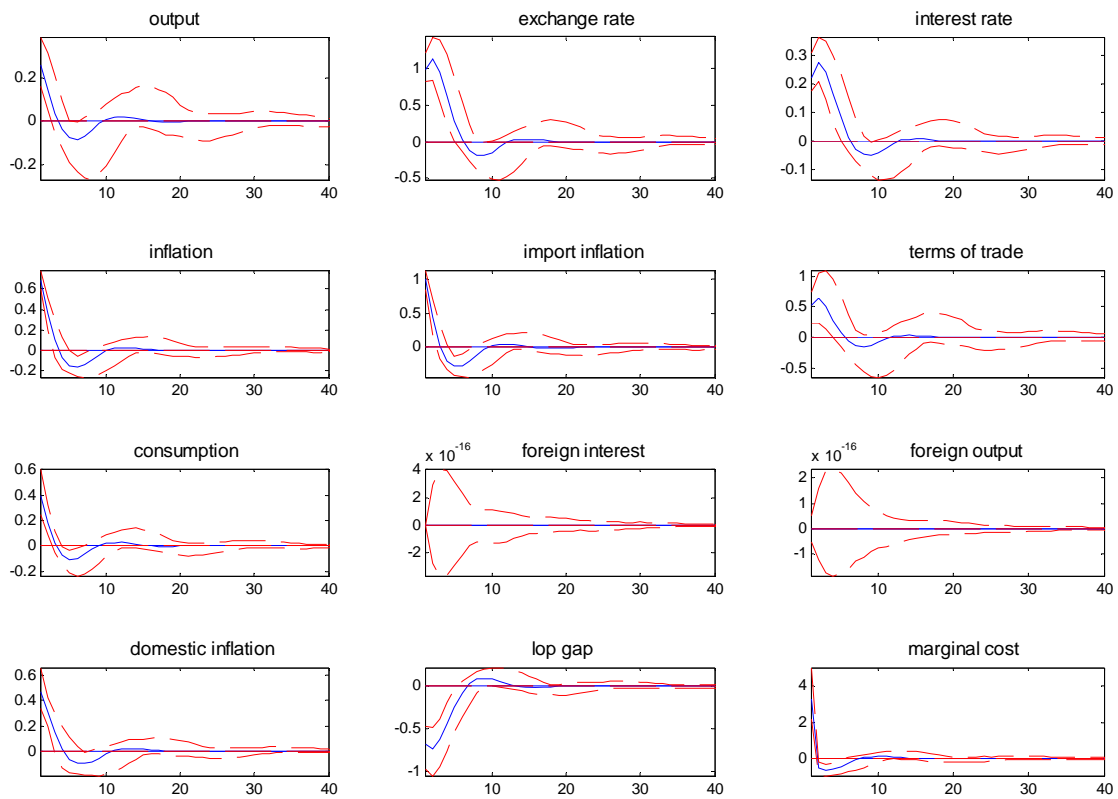 output
0.2
0
-0.2
10 20 30 40
exchange rate
1
0.5
0
-0.5
10 20 30 40
interest rate
0.3
0.2
0.1
0
-0.1
10 20 30 40
inflation
0.6
0.4
0.2
0
-0.2
10 20 30 40
import inflation
1
0.5
0
10 20 30 40
terms of trade
1
0.5
0
-0.5
10 20 30 40
consumption
0.6
0.4
0.2
0
-0.2
10 20 30 40
foreign interest
x 10-16
4
2
0
-2
10 20 30 40
foreign output
x 10-16
2
1
0
-1
10 20 30 40
domestic inflation
0.6
0.4
0.2
0
10 20 30 40
lop gap
0
-0.5
-1
10 20 30 40
marginal cost
4
2
0
10 20 30 40